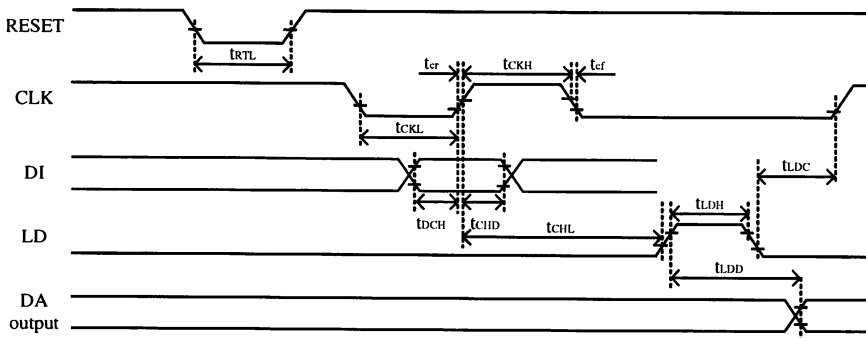 RESET
tRTL
tcr
tCKH
tcf
CLK
tCKL
DI
tLDC
tDCH
tCHD
tLDH
LD
tCHL
tLDD
DA
output